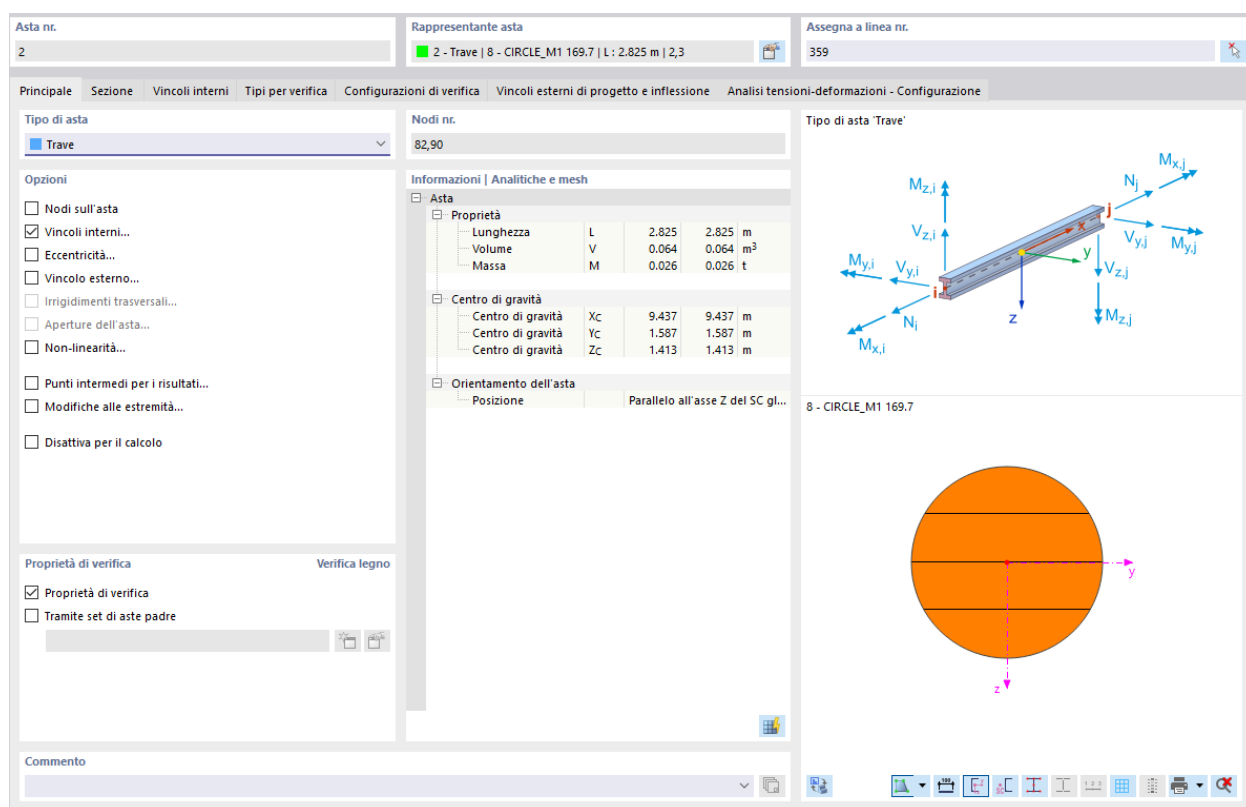 Asta nr.
2
Rappresentante asta
2 - Trave | 8 - CIRCLE_M1 169.7 | L : 2.825 m | 2,3
Assegna a linea nr.
359
Principale Sezione Vincoli interni Tipi per verifica Configurazioni di verifica Vincoli esterni di progetto e inflessione Analisi tensioni-deformazioni - Configurazione
Tipo di asta
Trave
Opzioni
Nodi sull'asta
Vincoli interni...
Eccentricità...
Vincolo esterno...
Irrigidimenti trasversali...
Aperture dell'asta...
Non-linearità...
Punti intermedi per i risultati...
Modifiche alle estremità...
Disattiva per il calcolo
Proprietà di verifica Verifica legno
Proprietà di verifica
Tramite set di aste padre
Nodi nr.
82,90
Informazioni | Analitiche e mesh
Asta
Proprietà
Lunghezza L 2.825 2.825 m
Volume V 0.064 0.064 m³
Massa M 0.026 0.026 t
Centro di gravità
Centro di gravità XC 9.437 9.437 m
Centro di gravità YC 1.587 1.587 m
Centro di gravità ZC 1.413 1.413 m
Orientamento dell'asta
Posizione Parallelo all'asse Z del SC gl...
Commento
Tipo di asta 'Trave'
Mx,j
Nj
Mz,i
j
x
Vz,i
Vy,j
My,j
y
My,i
Vy,i
Vz,j
i
Ni
z
Mz,j
Mx,i
8 - CIRCLE_M1 169.7
y
z